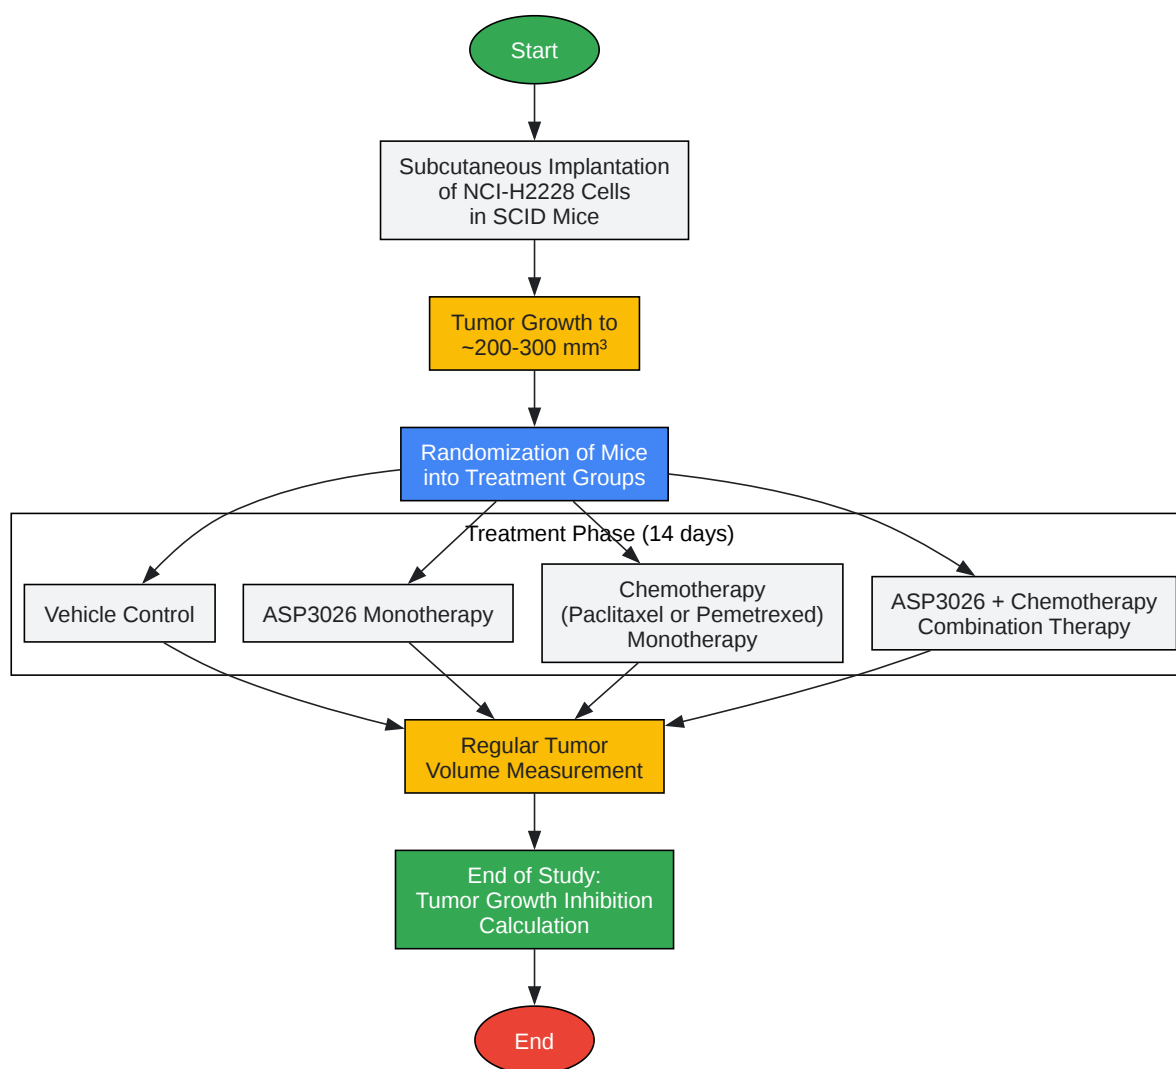 Start
Subcutaneous Implantation
of NCI-H2228 Cells
in SCID Mice
Tumor Growth to
~200-300 mm³
Randomization of Mice
into Treatment Groups
Treatment Phase (14 days)
Vehicle Control
ASP3026 Monotherapy
Chemotherapy
(Paclitaxel or Pemetrexed)
Monotherapy
ASP3026 + Chemotherapy
Combination Therapy
Regular Tumor
Volume Measurement
End of Study:
Tumor Growth Inhibition
Calculation
End